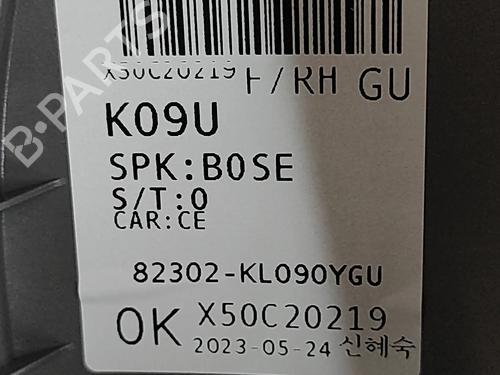 X50C20219 F/RH GU
K09U
SPK:BOSE
S/T:O
CAR:CE
82302-KL090YGU
OK X50C20219
2023-05-24 신혜숙
B-PARTS